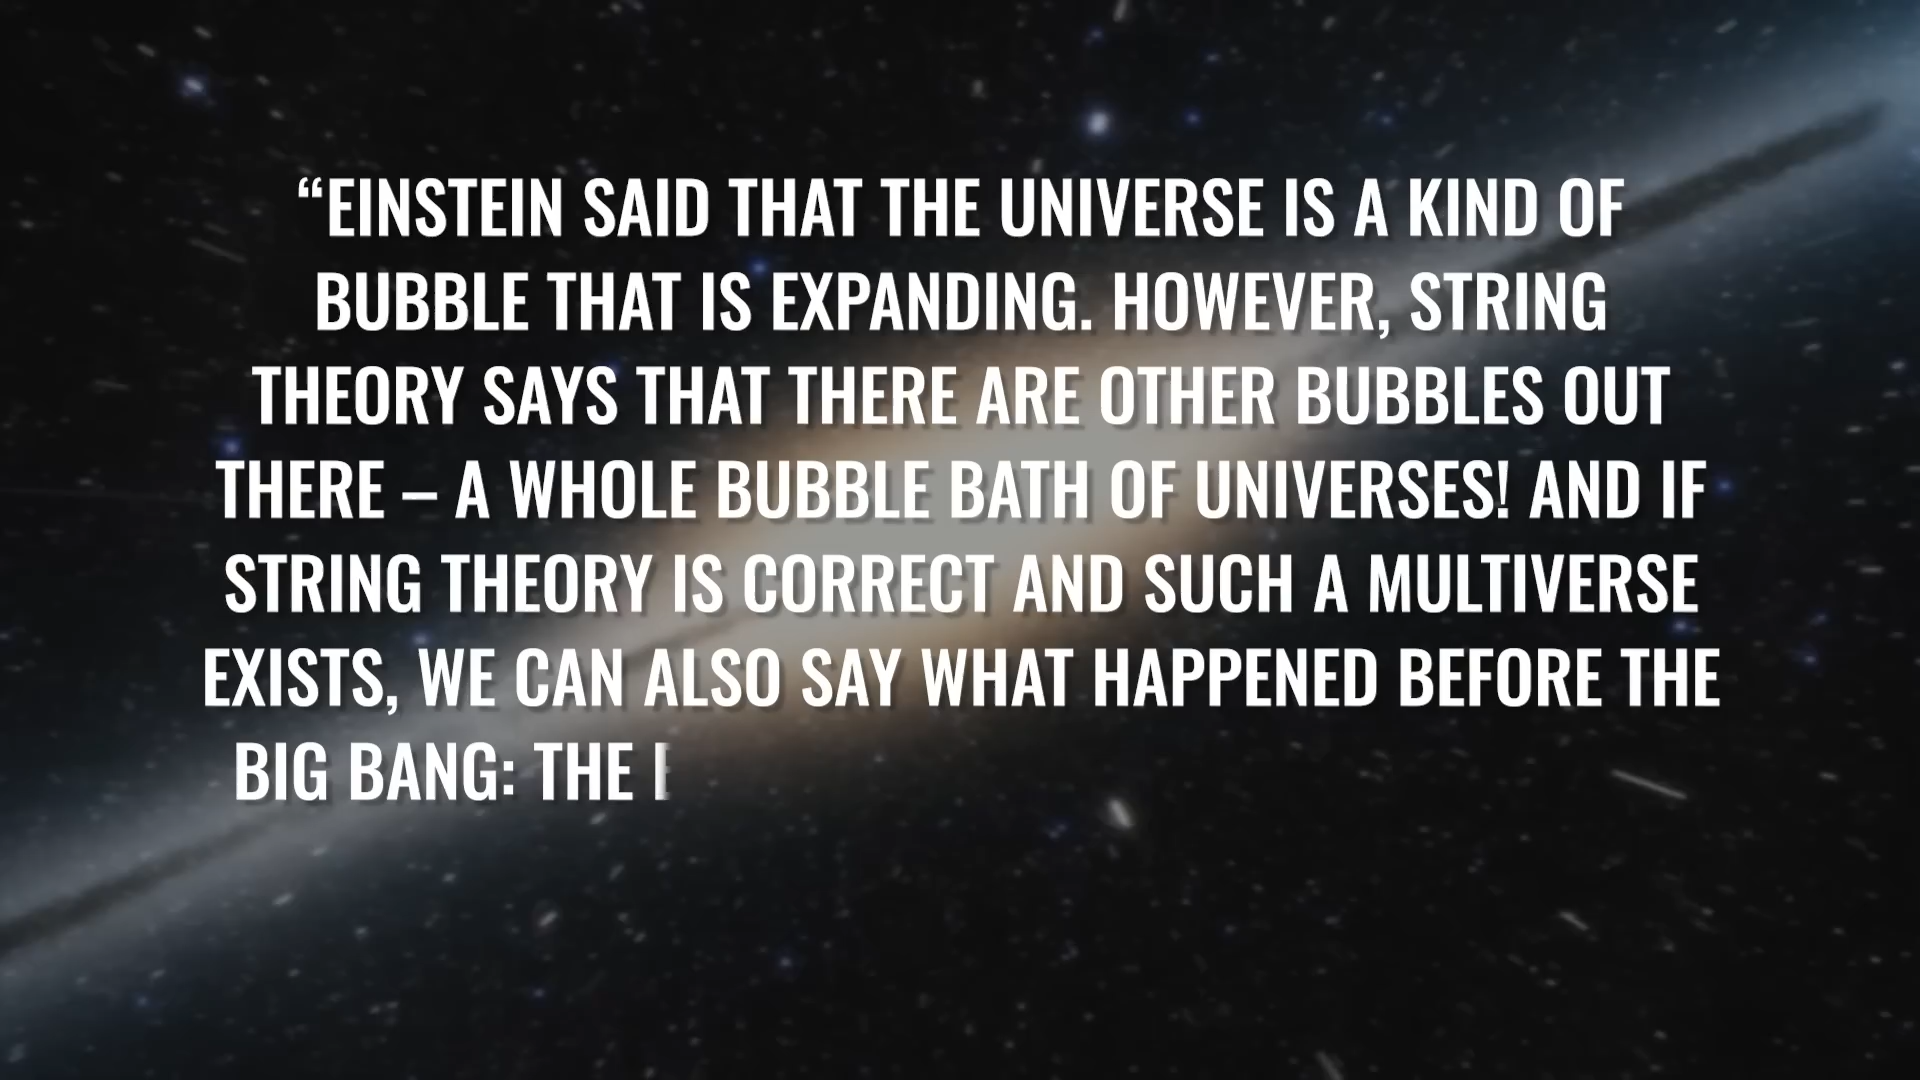 “EINSTEIN SAID THAT THE UNIVERSE IS A KIND OF
BUBBLE THAT IS EXPANDING. HOWEVER, STRING
THEORY SAYS THAT THERE ARE OTHER BUBBLES OUT
THERE – A WHOLE BUBBLE BATH OF UNIVERSES! AND IF
STRING THEORY IS CORRECT AND SUCH A MULTIVERSE
EXISTS, WE CAN ALSO SAY WHAT HAPPENED BEFORE THE
BIG BANG: THE